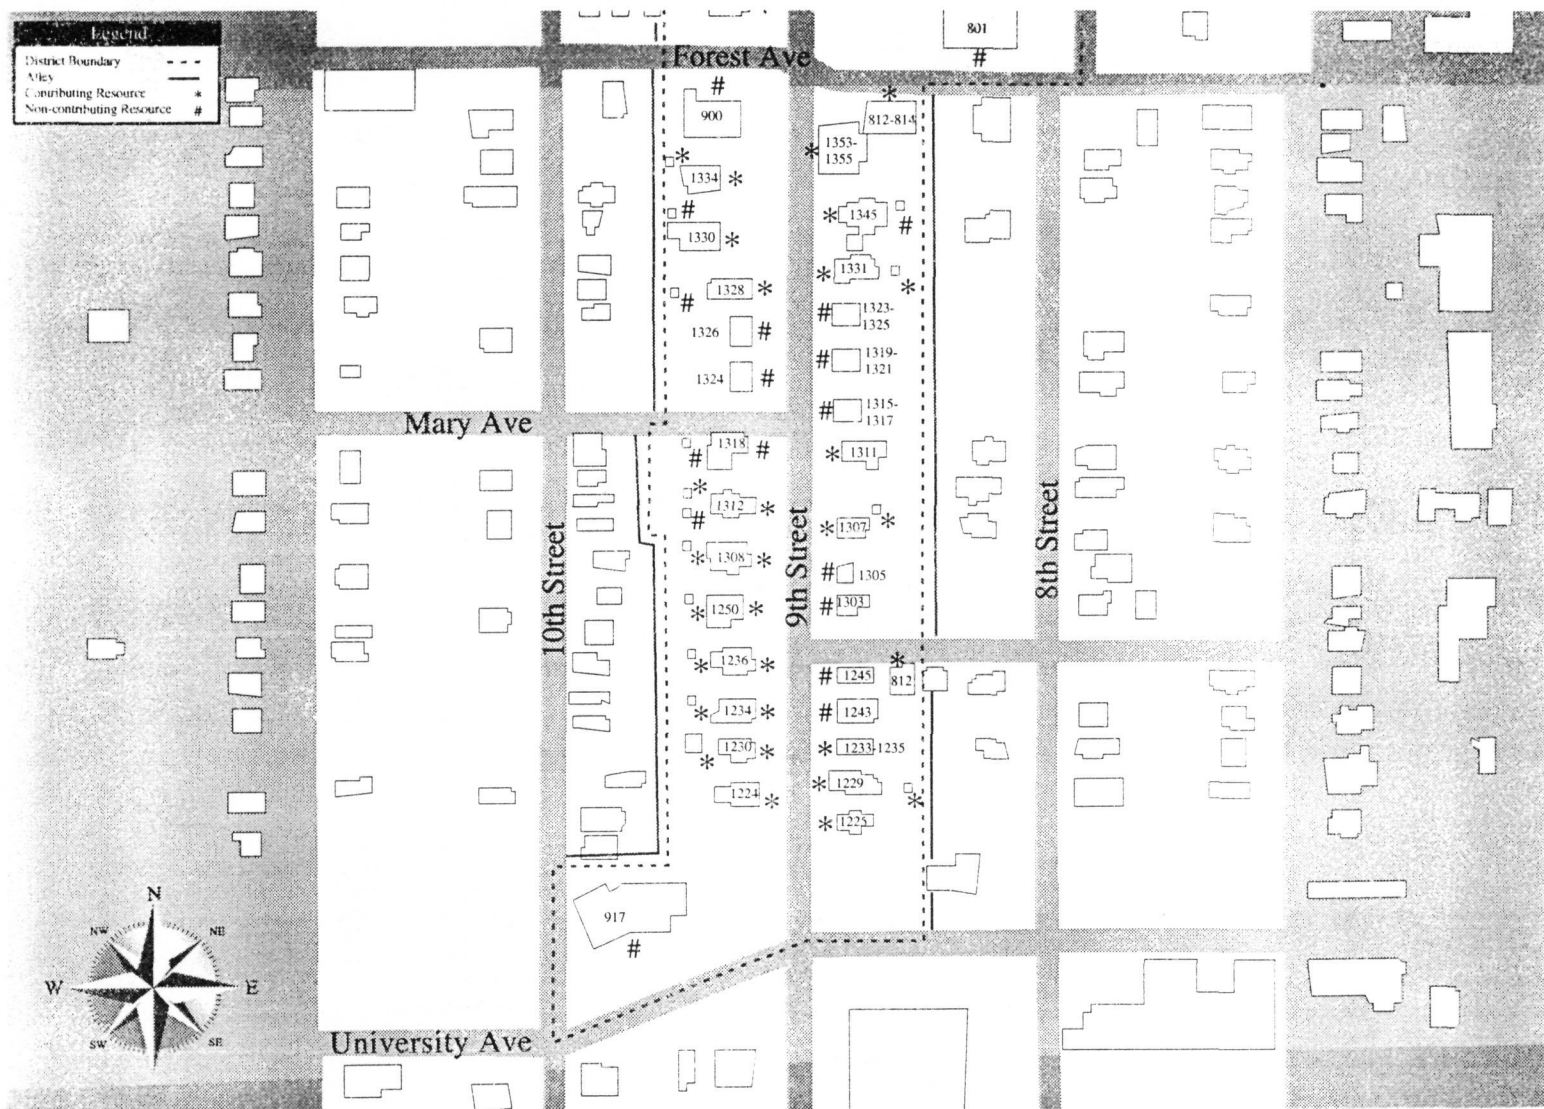 Legend
District Boundary - - -
Alley
Contributing Resource *
Non-contributing Resource #
801
#
Forest Ave
#
900
*
812-814
1353-
1355
*
*
1334 *
#
1330 *
* 1345
#
* 1331
*
1328 *
#
# 1323-
1325
1326 #
# 1319-
1321
1324 #
# 1315-
1317
Mary Ave
1318 #
#
* 1311
*
1312 *
#
* 1307 *
* 1308 *
# 1305
* 1250 *
# 1303
10th Street
9th Street
8th Street
* 1236 *
*
# 1245
812
* 1234 *
# 1243
1230 *
*
* 1233-1235
1224 *
* 1229
*
* 1225
917
#
N
NE
E
SE
SW
W
NW
University Ave